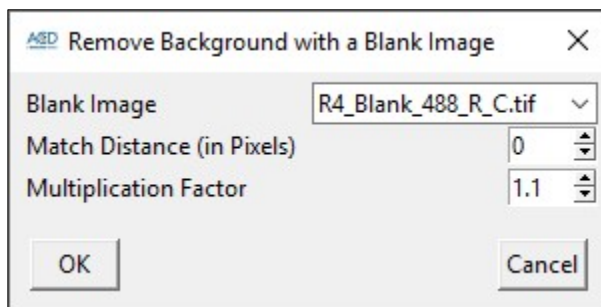 ACD Remove Background with a Blank Image
Blank Image R4_Blank_488_R_C.tif
Match Distance (in Pixels) 0
Multiplication Factor 1.1
OK Cancel